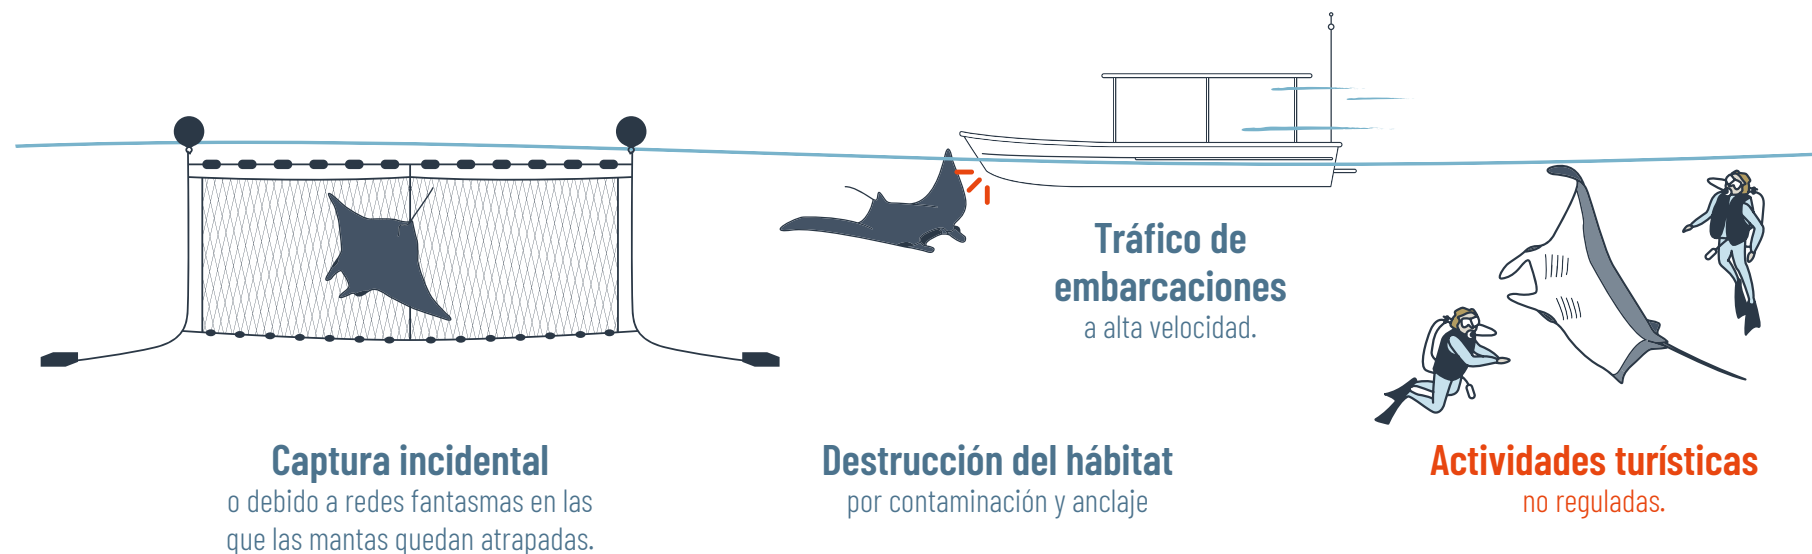 Tráfico de
embarcaciones
a alta velocidad.
Captura incidental
o debido a redes fantasmas en las
que las mantas quedan atrapadas.
Destrucción del hábitat
por contaminación y anclaje
Actividades turísticas
no reguladas.